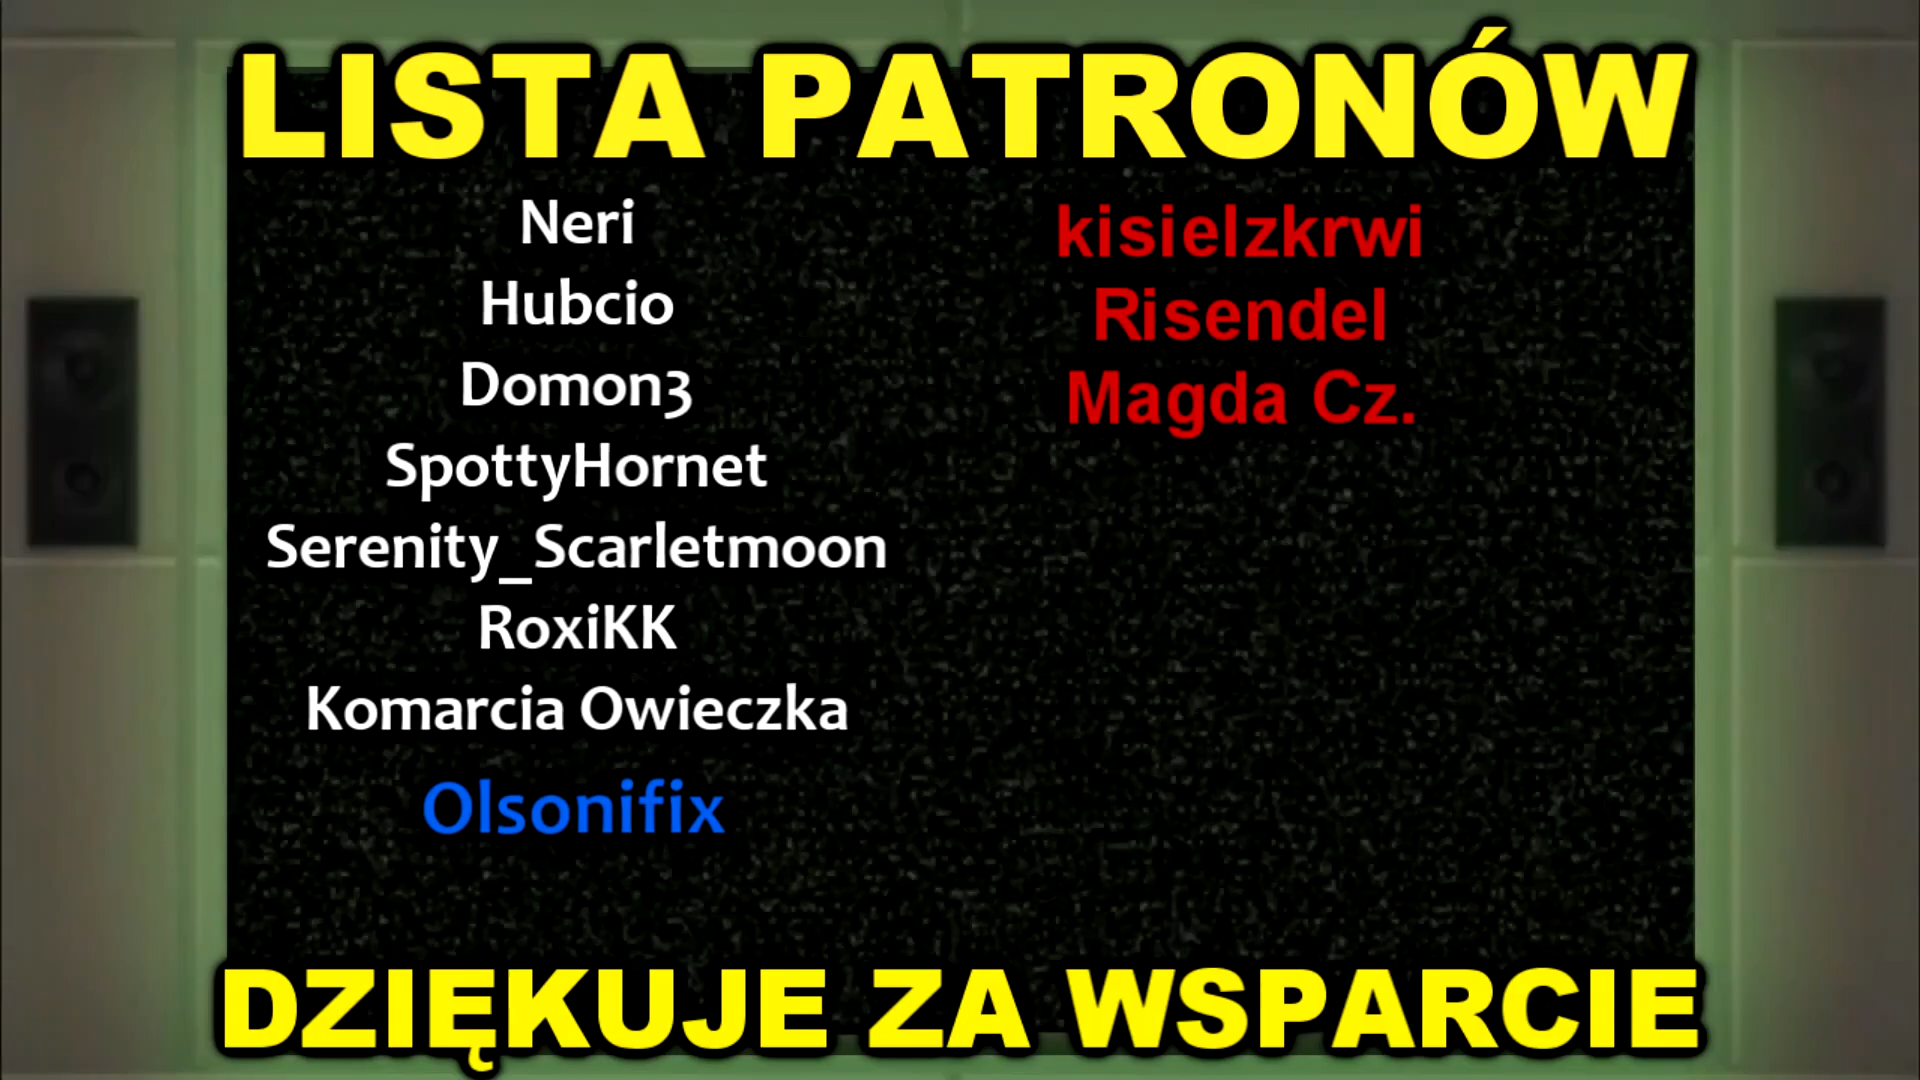 LISTA PATRONÓW
Neri
Hubcio
Domon3
SpottyHornet
Serenity_Scarletmoon
RoxiKK
Komarcia Owieczka
Olsonifix
kisielzkrwi
Risendel
Magda Cz.
DZIĘKUJE ZA WSPARCIE